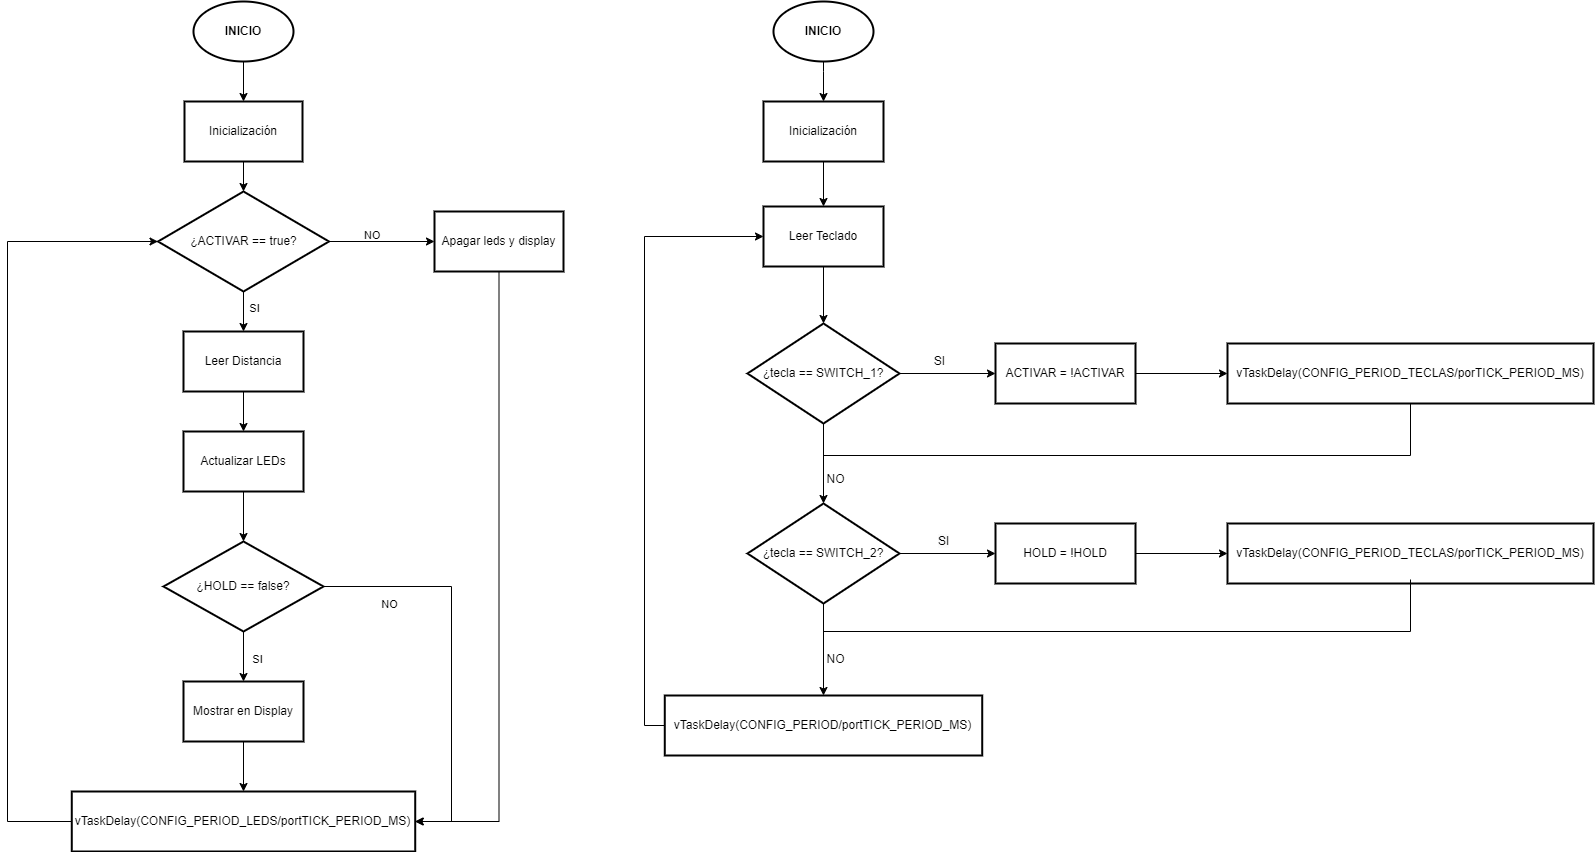 INICIO
Inicialización
¿ACTIVAR == true?
NO
Apagar leds y display
SI
Leer Distancia
Actualizar LEDs
¿HOLD == false?
NO
SI
Mostrar en Display
vTaskDelay(CONFIG_PERIOD_LEDS/portTICK_PERIOD_MS)
INICIO
Inicialización
Leer Teclado
¿tecla == SWITCH_1?
SI
ACTIVAR = !ACTIVAR
vTaskDelay(CONFIG_PERIOD_TECLAS/porTICK_PERIOD_MS)
NO
¿tecla == SWITCH_2?
SI
HOLD = !HOLD
vTaskDelay(CONFIG_PERIOD_TECLAS/porTICK_PERIOD_MS)
NO
vTaskDelay(CONFIG_PERIOD/portTICK_PERIOD_MS)